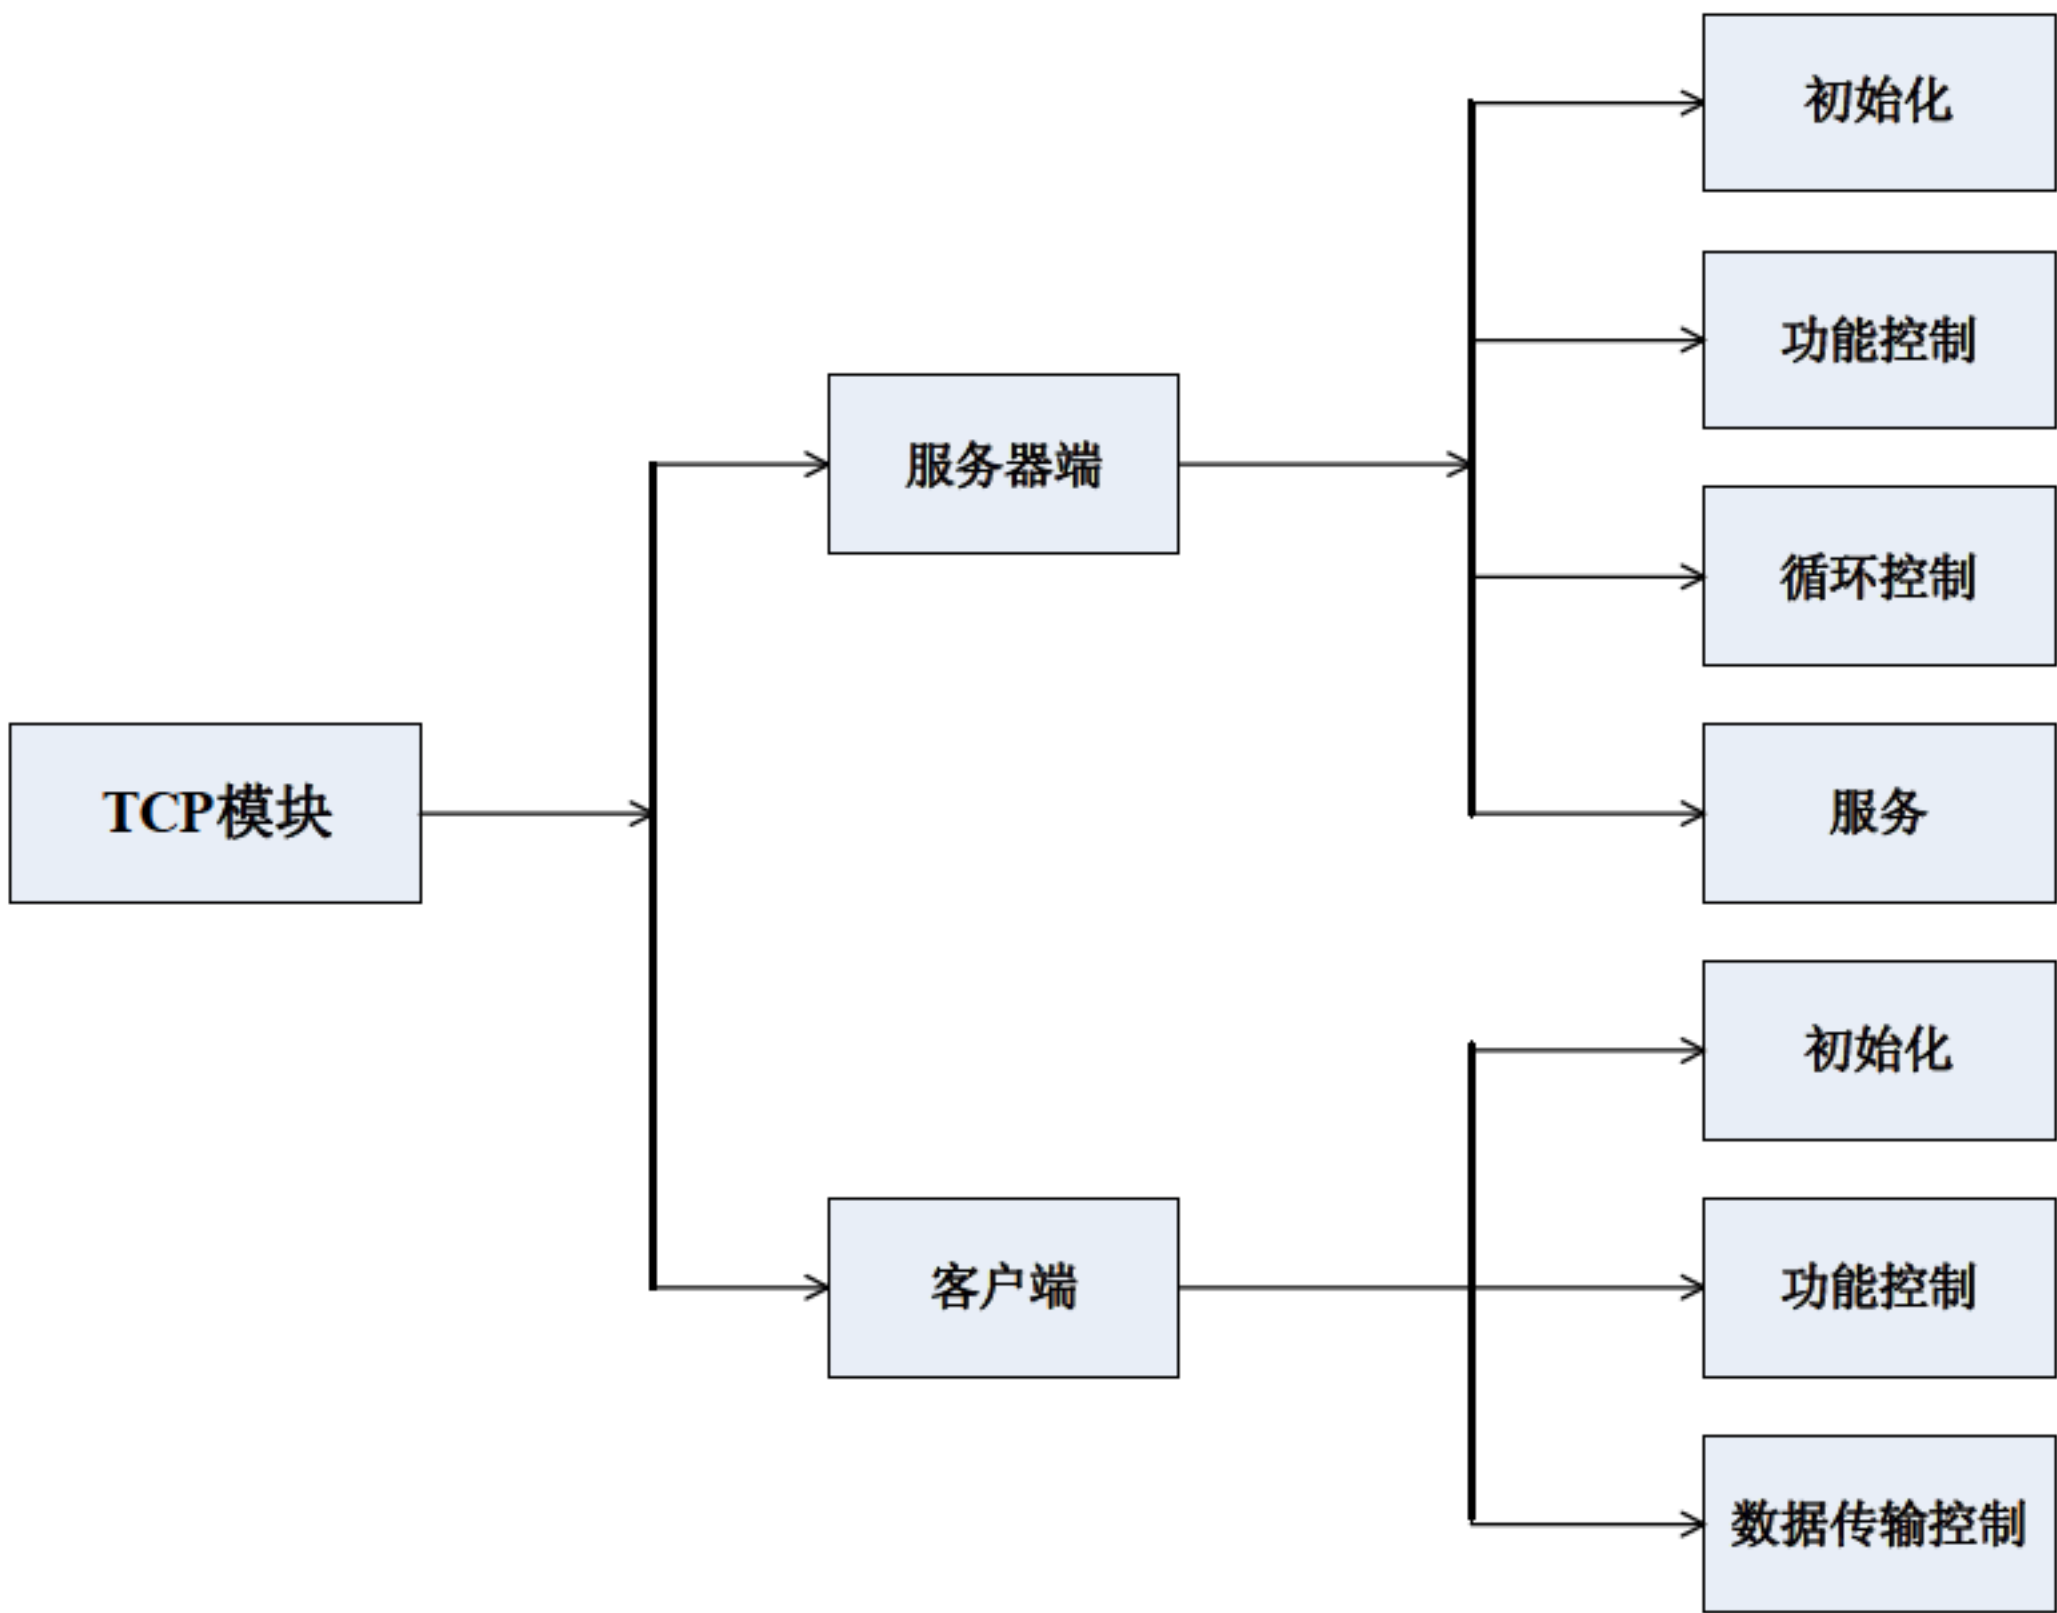 TCP模块
服务器端
初始化
功能控制
循环控制
服务
客户端
初始化
功能控制
数据传输控制